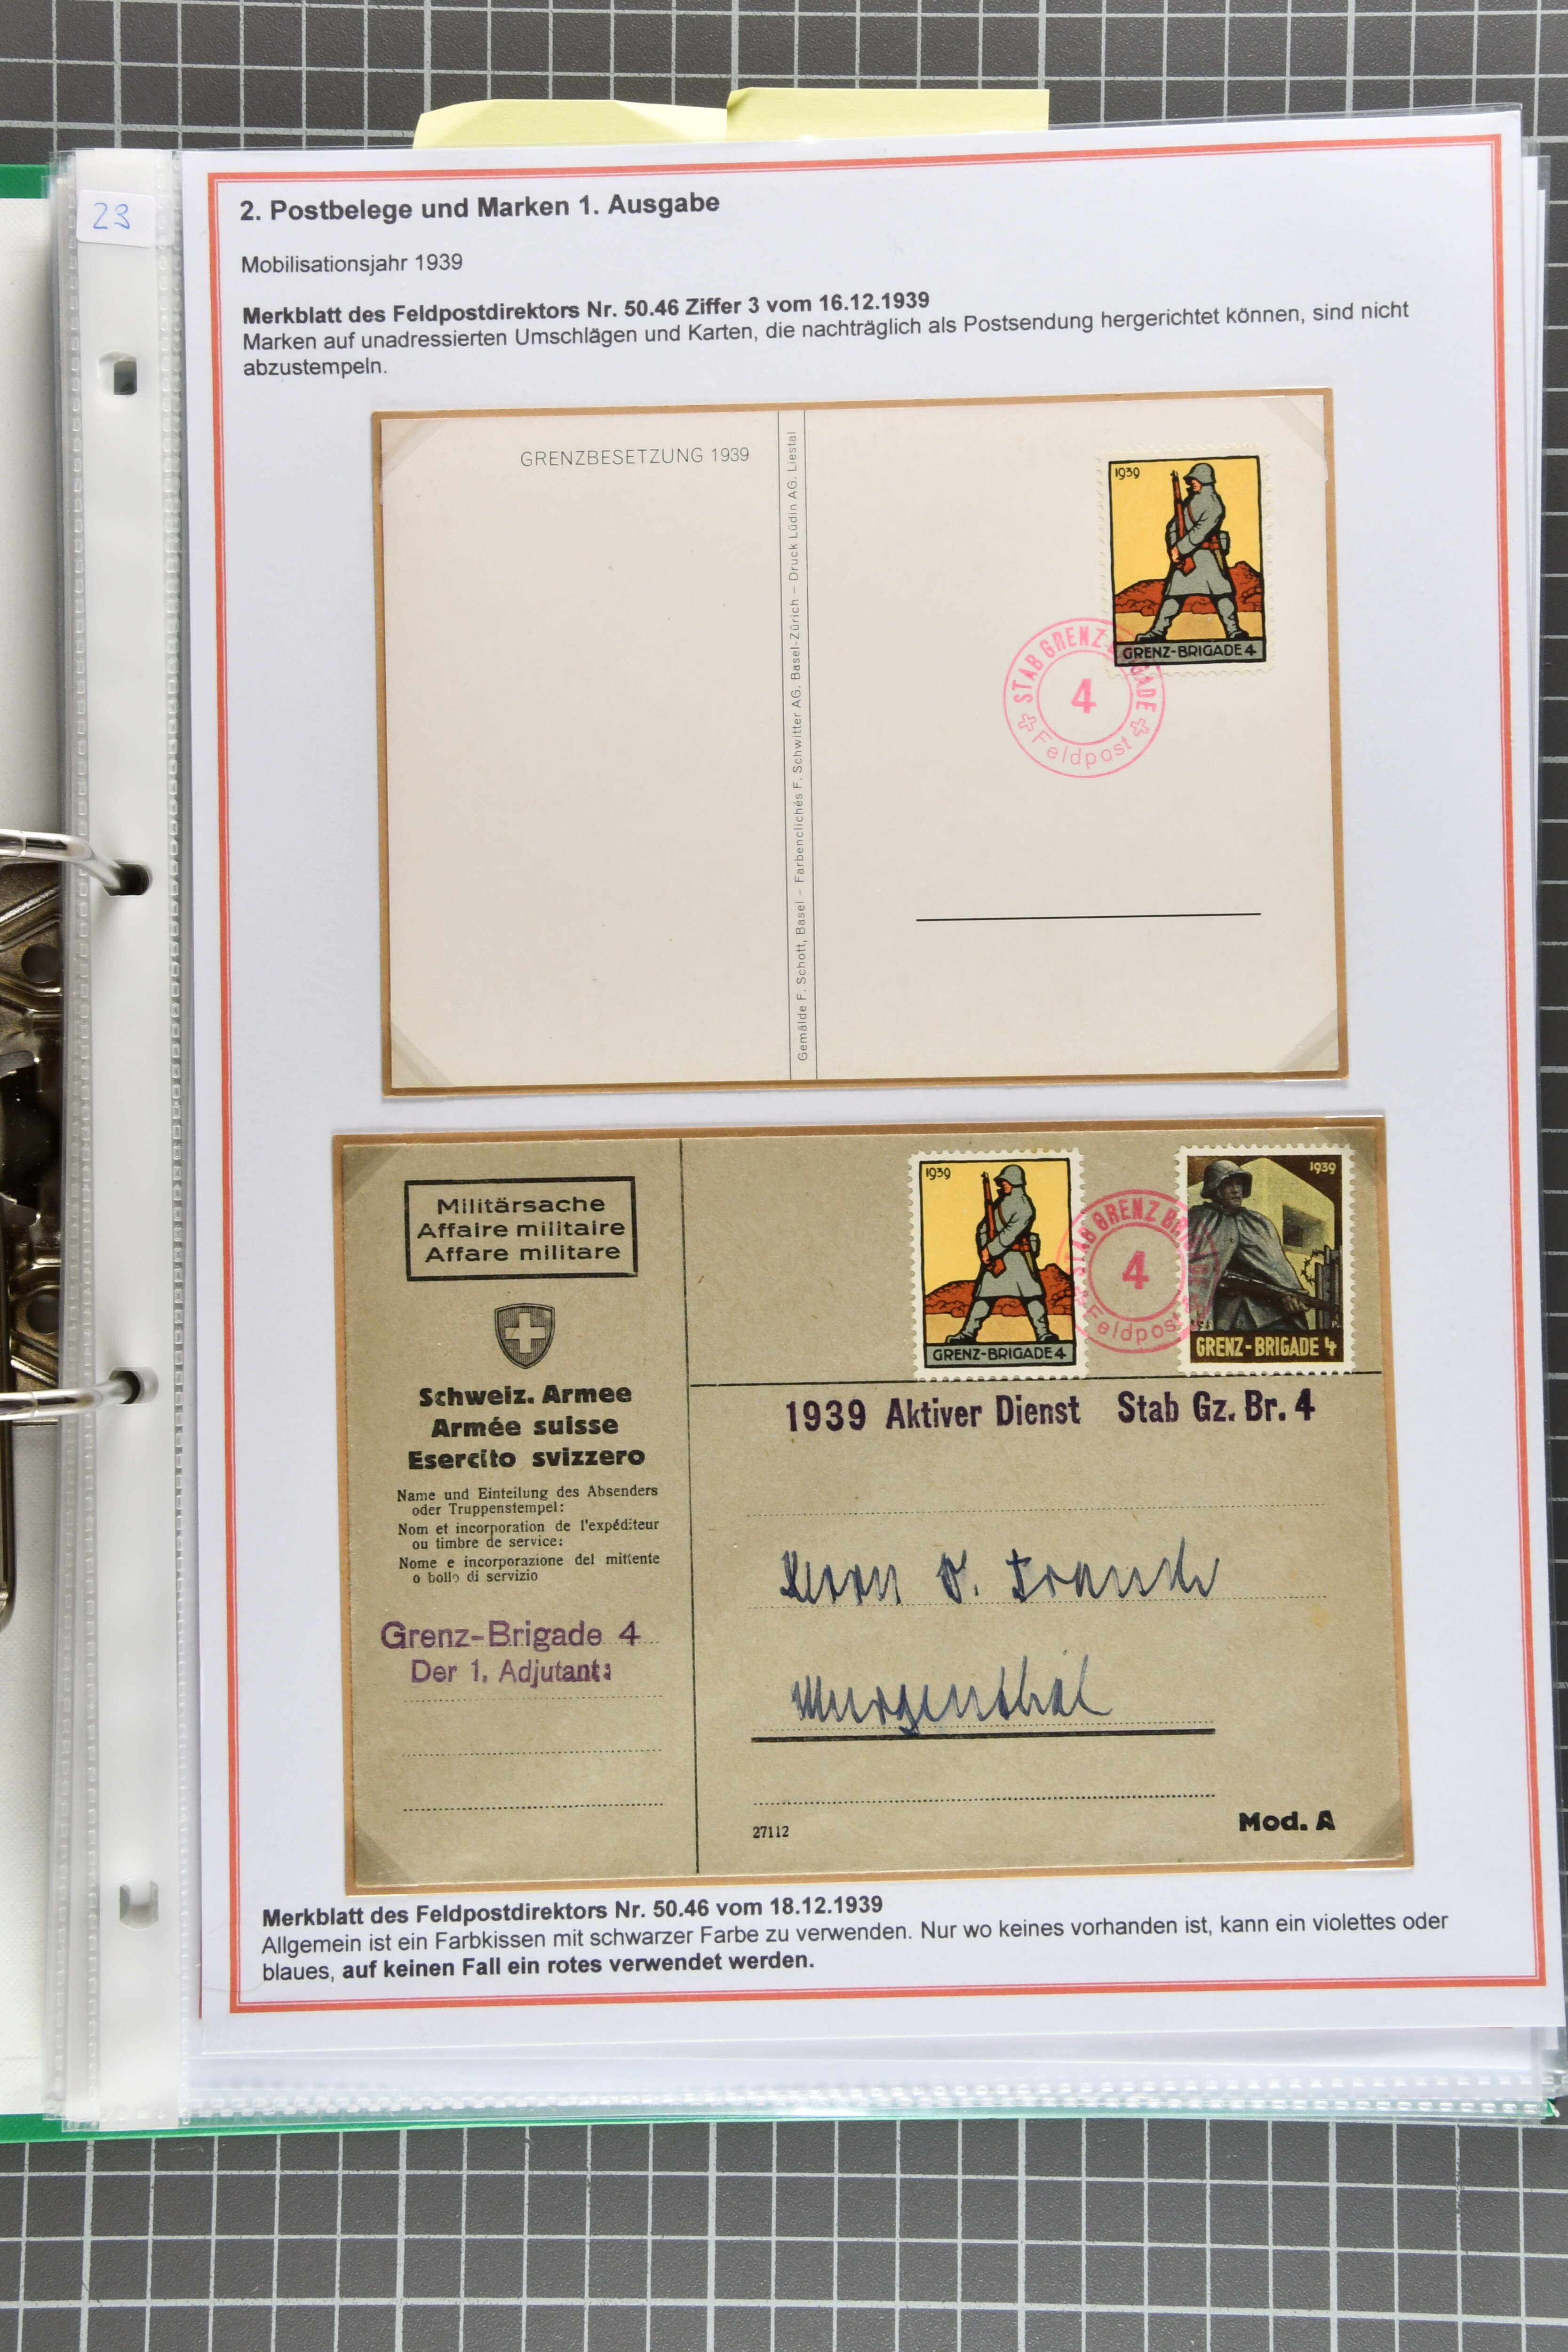 23
2. Postbelege und Marken 1. Ausgabe
Mobilisationsjahr 1939
Merkblatt des Feldpostdirektors Nr. 50.46 Ziffer 3 vom 16.12.1939
Marken auf unadressierten Umschlägen und Karten, die nachträglich als Postsendung hergerichtet können, sind nicht
abzustempeln.
GRENZBESETZUNG 1939
Gemälde F. Schott, Basel – Farbenclichés F. Schwitter AG. Basel-Zürich – Druck Lüdin AG. Liestal
1939
GRENZ-BRIGADE 4
STAB GRENZ-BRIGADE
4
Feldpost
Militärsache
Affaire militaire
Affare militare
Schweiz. Armee
Armée suisse
Esercito svizzero
Name und Einteilung des Absenders
oder Truppenstempel:
Nom et incorporation de l'expéditeur
ou timbre de service:
Nome e incorporazione del mittente
o bollo di servizio
Grenz-Brigade 4
Der 1. Adjutant:
1939
GRENZ-BRIGADE 4
STAB GRENZ BRIGADE
4
Feldpost
1939
GRENZ-BRIGADE 4
1939 Aktiver Dienst Stab Gz. Br. 4
Herrn
Murgenthal
27112
Mod. A
Merkblatt des Feldpostdirektors Nr. 50.46 vom 18.12.1939
Allgemein ist ein Farbkissen mit schwarzer Farbe zu verwenden. Nur wo keines vorhanden ist, kann ein violettes oder
blaues, auf keinen Fall ein rotes verwendet werden.